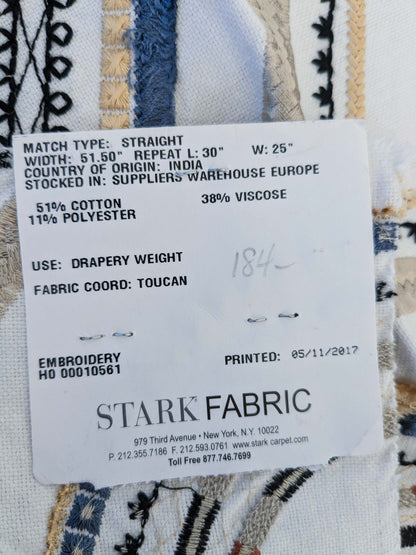 MATCH TYPE: STRAIGHT
WIDTH: 51.50" REPEAT L: 30" W: 25"
COUNTRY OF ORIGIN: INDIA
STOCKED IN: SUPPLIERS WAREHOUSE EUROPE
51% COTTON 38% VISCOSE
11% POLYESTER
184-
USE: DRAPERY WEIGHT
FABRIC COORD: TOUCAN
EMBROIDERY PRINTED: 05/11/2017
HO 00010561
STARK FABRIC
979 Third Avenue • New York, N.Y. 10022
P. 212.355.7186 F. 212.593.0761 www.stark carpet.com
Toll Free 877.746.7699